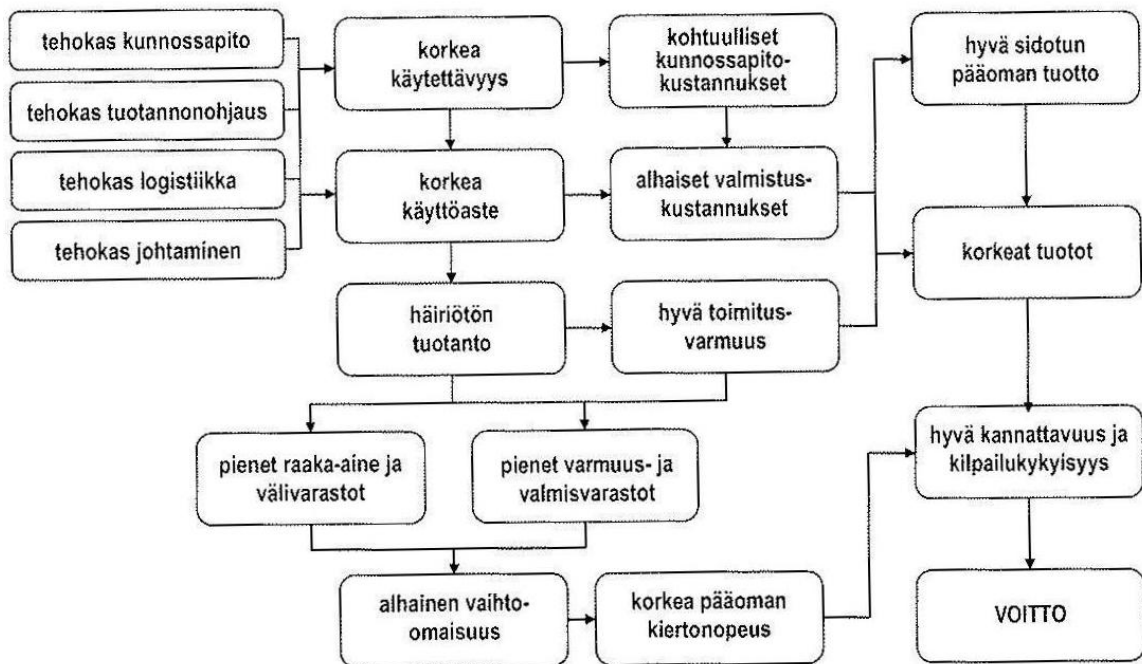 tehokas kunnossapito
tehokas tuotannonohjaus
tehokas logistiikka
tehokas johtaminen
korkea
käytettävyys
kohtuulliset
kunnossapito-
kustannukset
hyvä sidotun
pääoman tuotto
korkea
käyttöaste
alhaiset valmistus-
kustannukset
korkeat tuotot
häiriötön
tuotanto
hyvä toimitus-
varmuus
pienet raaka-aine ja
välivarastot
pienet varmuus- ja
valmisvarastot
hyvä kannattavuus ja
kilpailukykyisyys
alhainen vaihto-
omaisuus
korkea pääoman
kiertonopeus
VOITTO